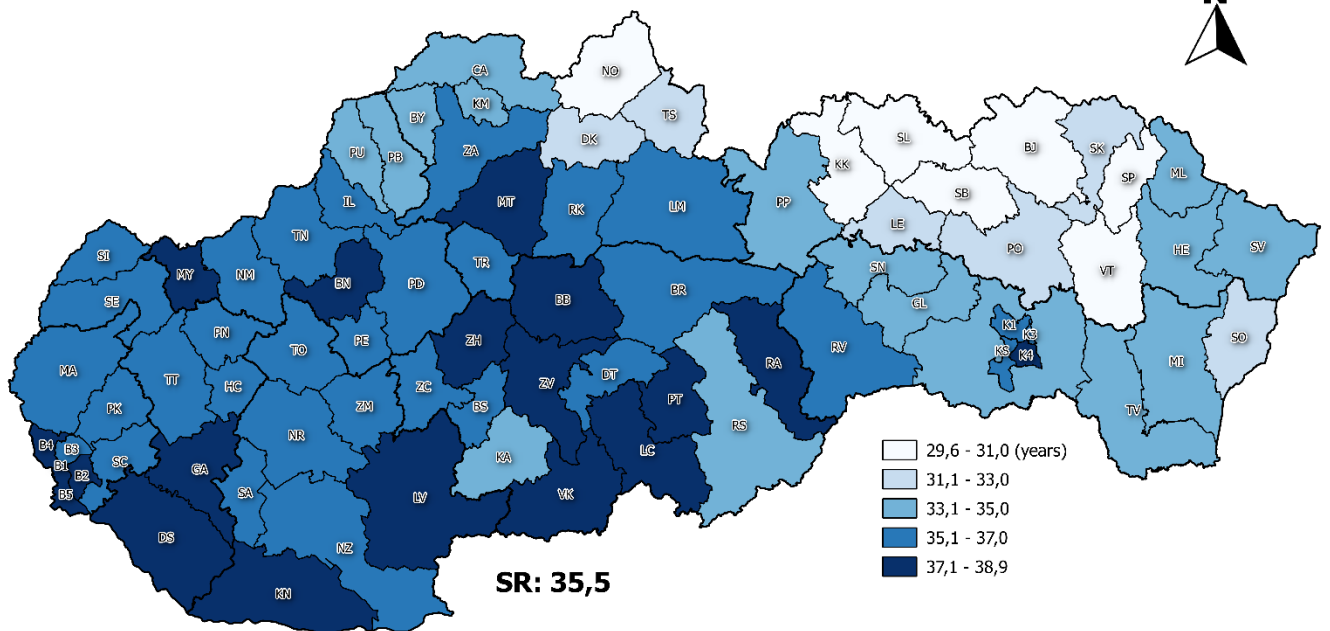 N
NO
CA
TS
KM
BY
DK
SL
BJ
SK
PU
PB
ZA
KK
SP
ML
IL
MT
RK
LM
PP
SB
LE
PO
HE
SV
TN
SI
MY
NM
BN
PD
TR
VT
SN
SE
BB
BR
GL
PN
PE
ZH
K1
K3
SO
TO
RA
RV
KS
K4
MI
MA
TT
HC
ZC
ZV
DT
PK
ZM
BS
PT
TV
B4
B3
NR
RS
B1
B2
SC
GA
KA
LC
B5
SA
LV
VK
DS
NZ
KN
SR: 35,5
29,6 - 31,0 (years)
31,1 - 33,0
33,1 - 35,0
35,1 - 37,0
37,1 - 38,9